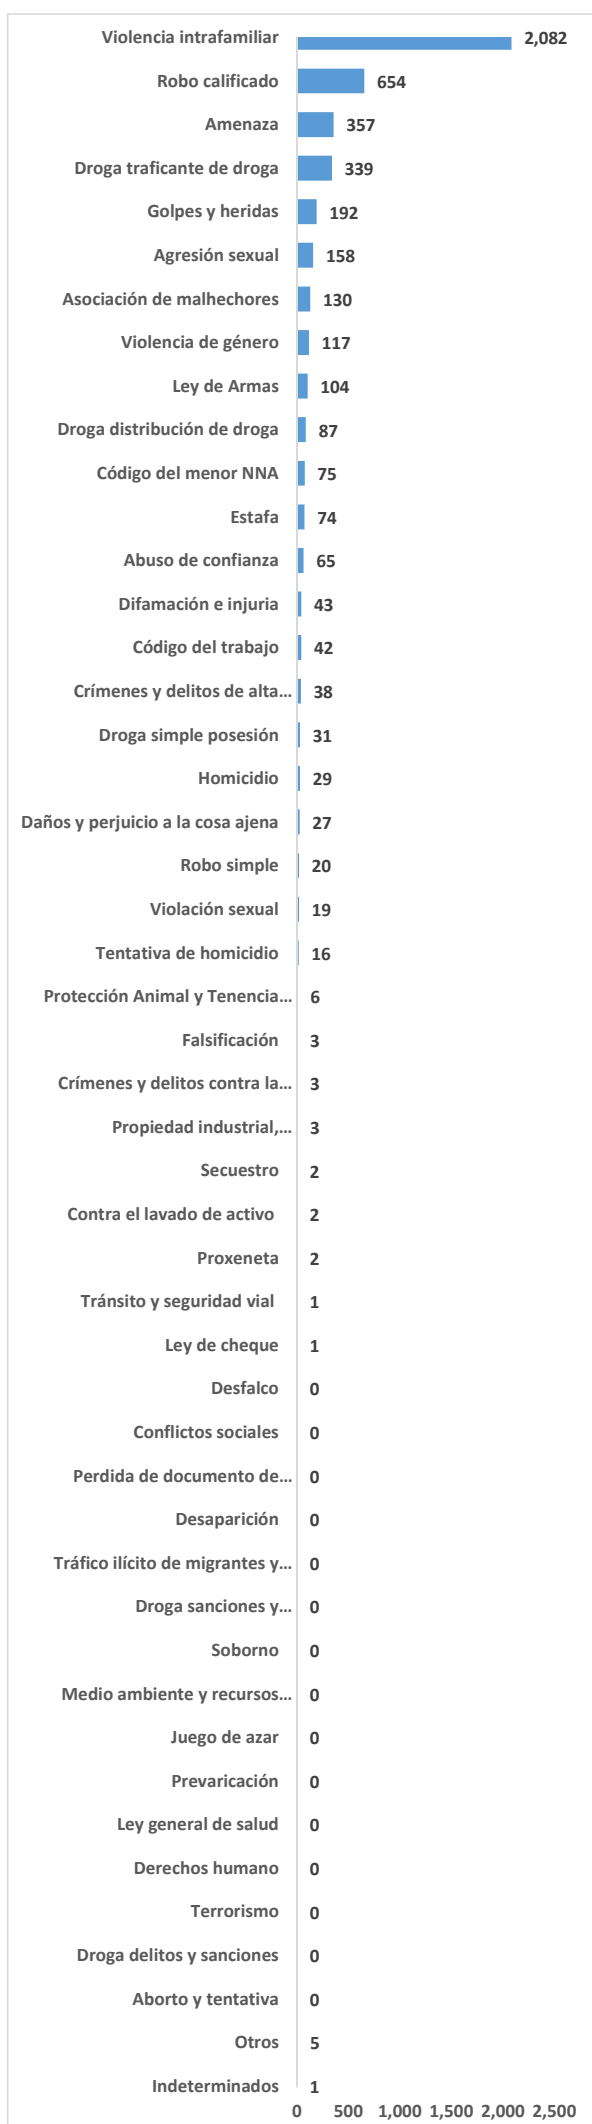 Violencia intrafamiliar 2,082
Robo calificado 654
Amenaza 357
Droga traficante de droga 339
Golpes y heridas 192
Agresión sexual 158
Asociación de malhechores 130
Violencia de género 117
Ley de Armas 104
Droga distribución de droga 87
Código del menor NNA 75
Estafa 74
Abuso de confianza 65
Difamación e injuria 43
Código del trabajo 42
Crímenes y delitos de alta... 38
Droga simple posesión 31
Homicidio 29
Daños y perjuicio a la cosa ajena 27
Robo simple 20
Violación sexual 19
Tentativa de homicidio 16
Protección Animal y Tenencia... 6
Falsificación 3
Crímenes y delitos contra la... 3
Propiedad industrial,... 3
Secuestro 2
Contra el lavado de activo 2
Proxeneta 2
Tránsito y seguridad vial 1
Ley de cheque 1
Desfalco 0
Conflictos sociales 0
Perdida de documento de... 0
Desaparición 0
Tráfico ilícito de migrantes y... 0
Droga sanciones y... 0
Soborno 0
Medio ambiente y recursos... 0
Juego de azar 0
Prevaricación 0
Ley general de salud 0
Derechos humano 0
Terrorismo 0
Droga delitos y sanciones 0
Aborto y tentativa 0
Otros 5
Indeterminados 1
0 500 1,000 1,500 2,000 2,500